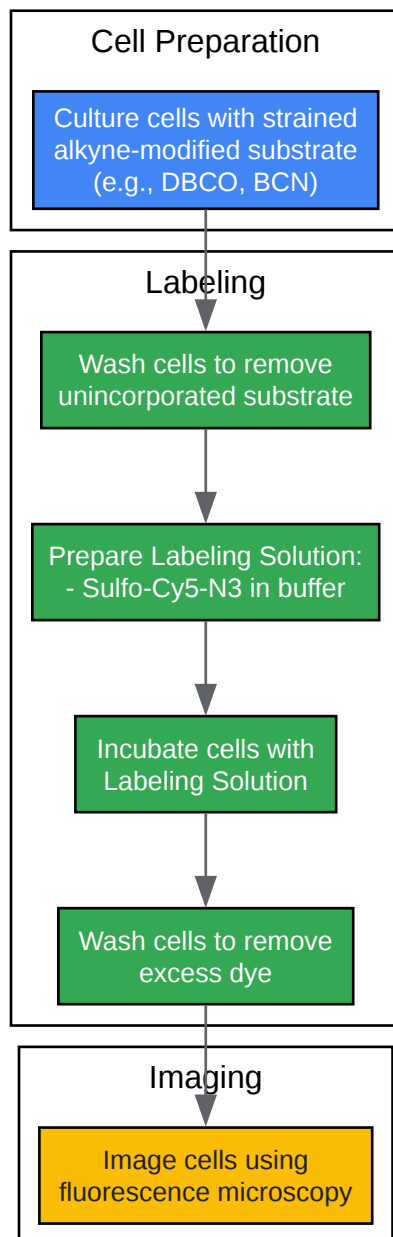 Cell Preparation
Culture cells with strained
alkyne-modified substrate
(e.g., DBCO, BCN)
Labeling
Wash cells to remove
unincorporated substrate
Prepare Labeling Solution:
- Sulfo-Cy5-N3 in buffer
Incubate cells with
Labeling Solution
Wash cells to remove
excess dye
Imaging
Image cells using
fluorescence microscopy